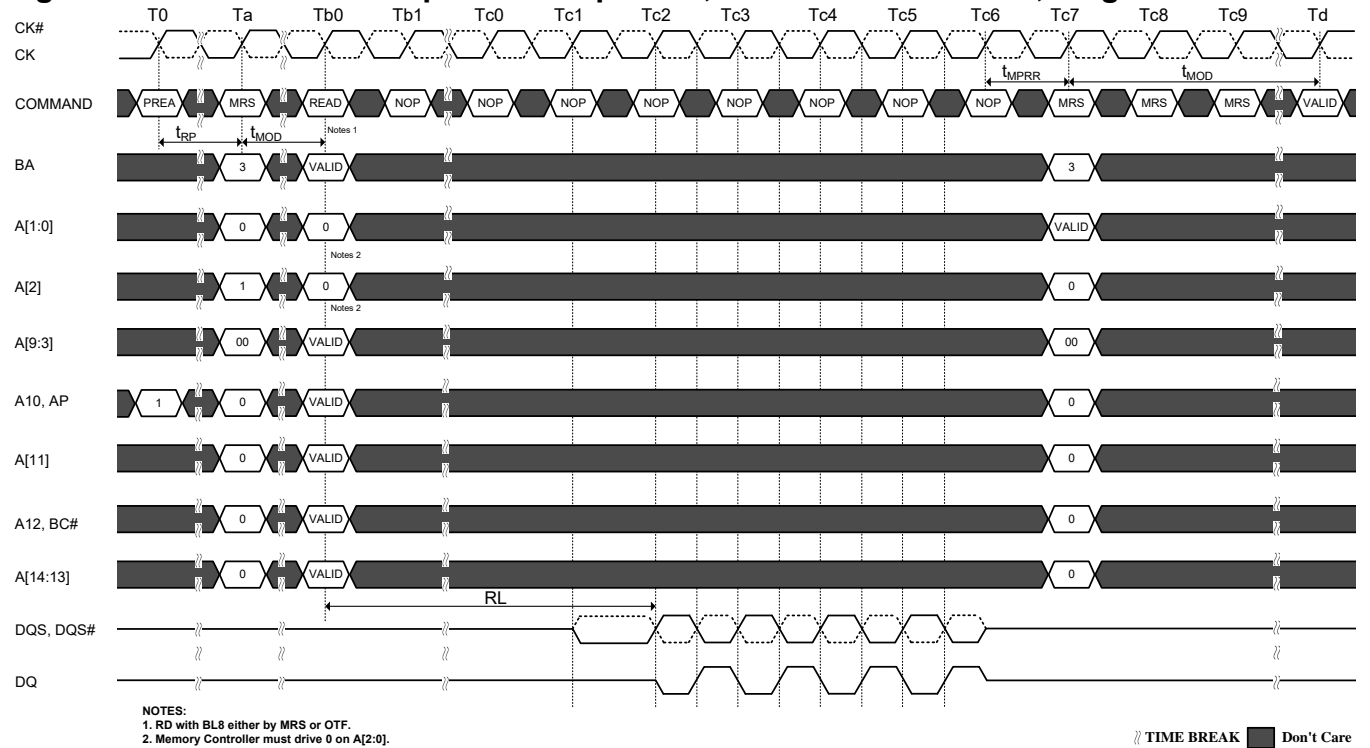 T0 Ta Tb0 Tb1 Tc0 Tc1 Tc2 Tc3 Tc4 Tc5 Tc6 Tc7 Tc8 Tc9 Td
CK#
CK
tMPRR tMOD
COMMAND PREA MRS READ NOP NOP NOP NOP NOP NOP NOP NOP MRS MRS MRS VALID
tRP tMOD Notes 1
BA 3 VALID 3
A[1:0] 0 0 VALID
Notes 2
A[2] 1 0 0
Notes 2
A[9:3] 00 VALID 00
A10, AP 1 0 VALID 0
A[11] 0 VALID 0
A12, BC# 0 VALID 0
A[14:13] 0 VALID 0
RL
DQS, DQS#
DQ
NOTES:
1. RD with BL8 either by MRS or OTF.
2. Memory Controller must drive 0 on A[2:0].
TIME BREAK Don't Care